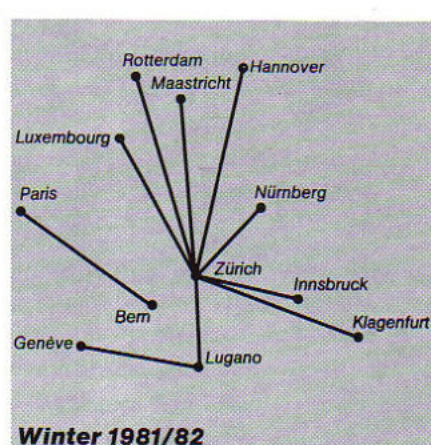 Rotterdam
Hannover
Maastricht
Luxembourg
Paris
Nürnberg
Zürich
Innsbruck
Bern
Klagenfurt
Genève
Lugano
Winter 1981/82